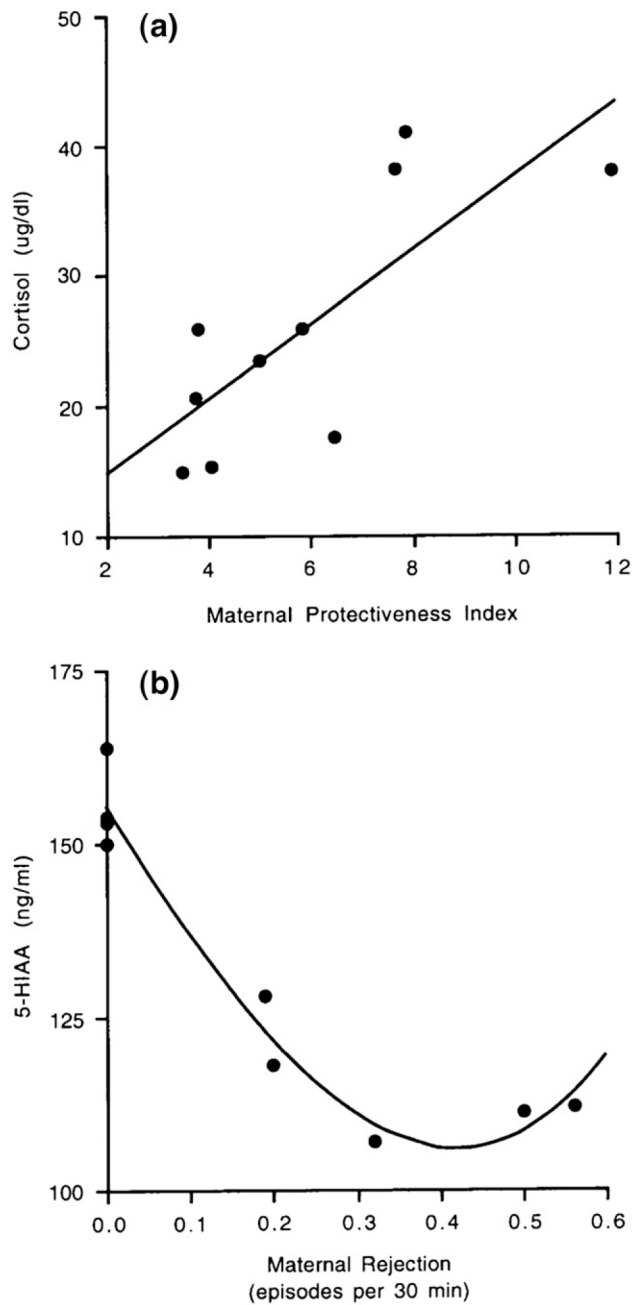 (a)
50
40
30
20
10
Cortisol (ug/dl)
2 4 6 8 10 12
Maternal Protectiveness Index
(b)
175
150
125
100
5-HIAA (ng/ml)
0.0 0.1 0.2 0.3 0.4 0.5 0.6
Maternal Rejection
(episodes per 30 min)